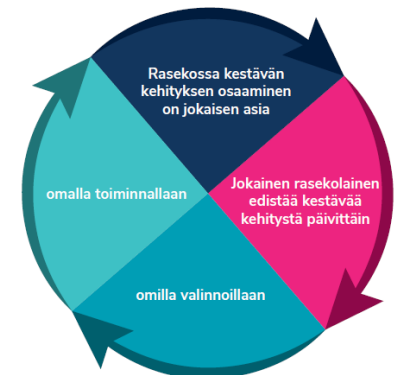 Rasekossa kestävän
kehityksen osaaminen
on jokaisen asia
Jokainen rasekolainen
edistää kestävää
kehitystä päivittäin
omilla valinnoillaan
omalla toiminnallaan